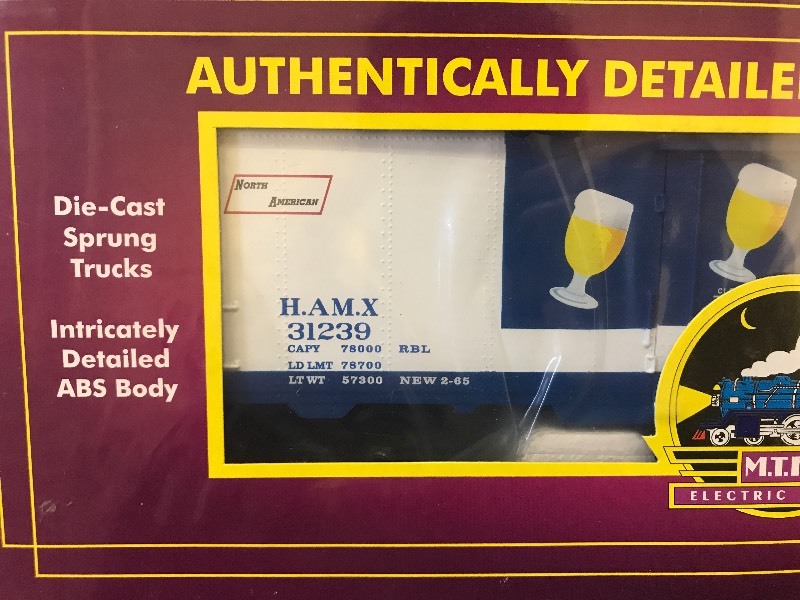 AUTHENTICALLY DETAILE
Die-Cast
Sprung
Trucks
Intricately
Detailed
ABS Body
NORTH
AMERICAN
H.A.M.X
31239
CAPY 78000 RBL
LD LMT 78700
LT WT 57300 NEW 2-65
M.T.
ELECTRIC